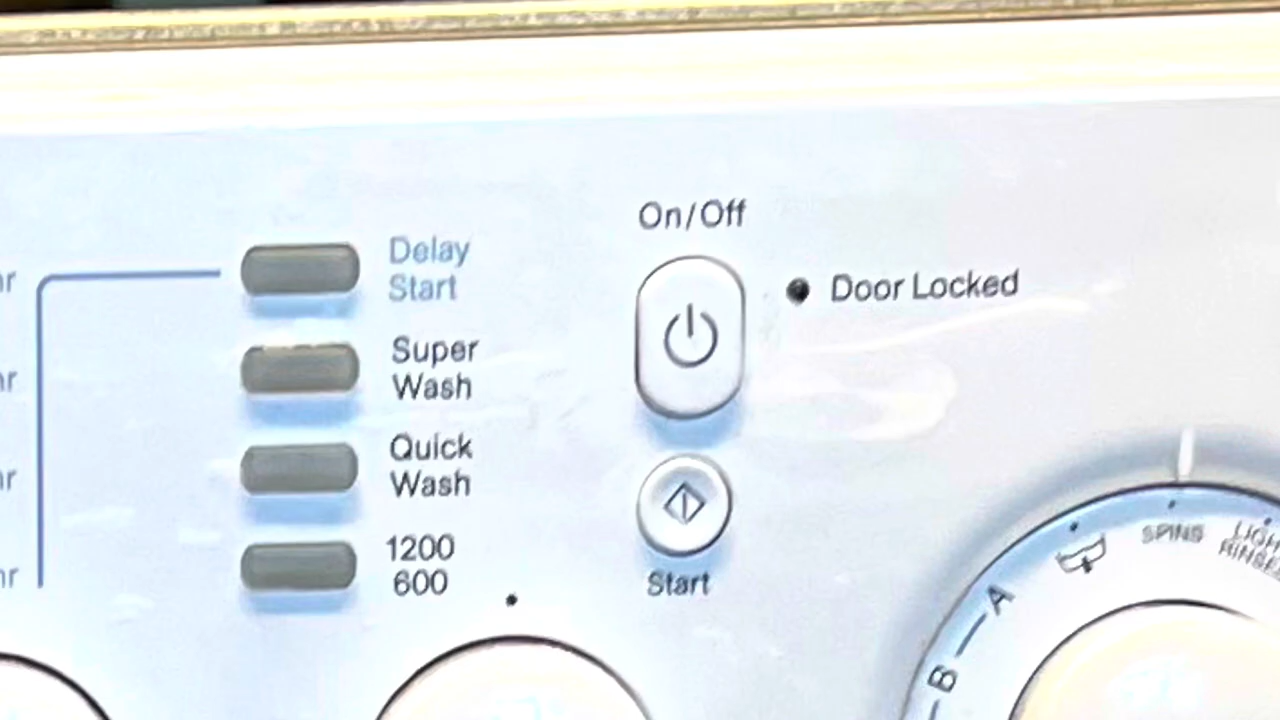 On/Off
Delay
Start
Door Locked
Super
Wash
Quick
Wash
1200
600
Start
SPINS
A
B